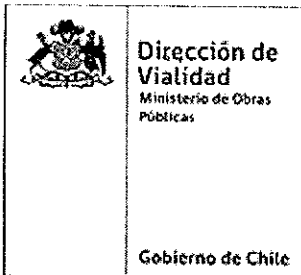 Dirección de
Vialidad
Ministerio de Obras
Públicas
Gobierno de Chile